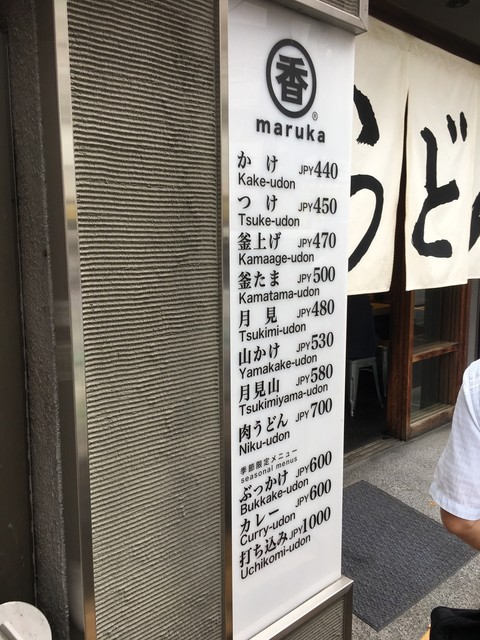 香
®
maruka
かけ JPY440
Kake-udon
つけ JPY450
Tsuke-udon
釜上げ JPY470
Kamaage-udon
釜たま JPY500
Kamatama-udon
月見 JPY480
Tsukimi-udon
山かけ JPY530
Yamakake-udon
月見山 JPY580
Tsukimiyama-udon
肉うどん JPY700
Niku-udon
季節限定メニュー
seasonal menus
ぶっかけ JPY600
Bukkake-udon
カレー JPY600
Curry-udon
打ち込み JPY1000
Uchikomi-udon
うどん